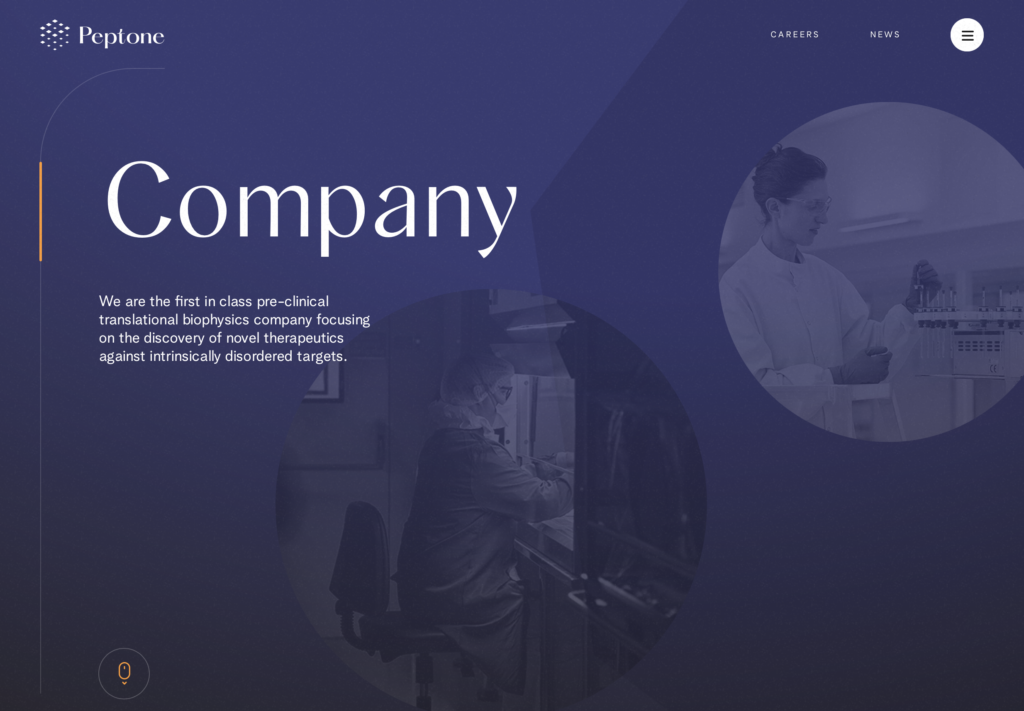 Peptone
CAREERS
NEWS
Company
We are the first in class pre-clinical
translational biophysics company focusing
on the discovery of novel therapeutics
against intrinsically disordered targets.